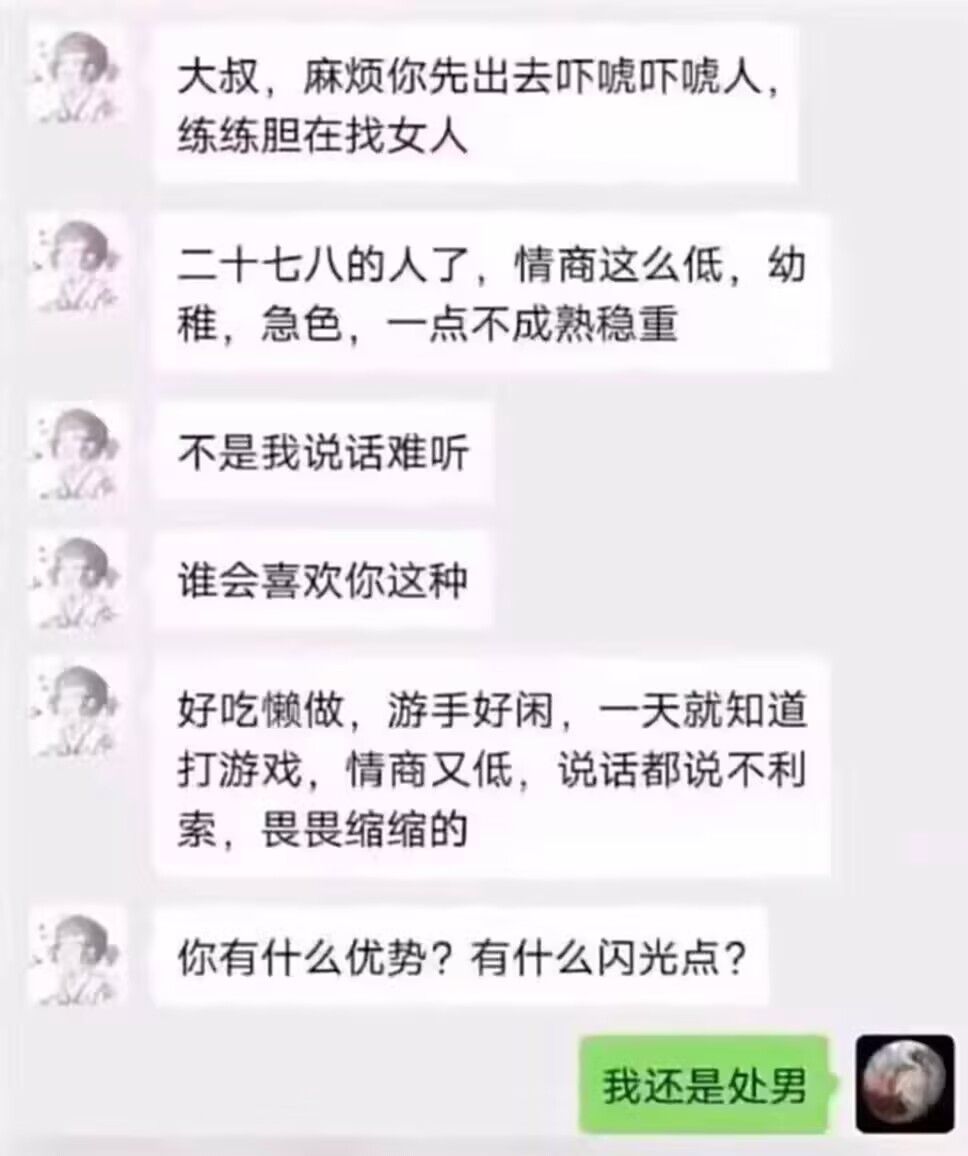 大叔，麻烦你先出去吓唬吓唬人，
练练胆在找女人
二十七八的人了，情商这么低，幼
稚，急色，一点不成熟稳重
不是我说话难听
谁会喜欢你这种
好吃懒做，游手好闲，一天就知道
打游戏，情商又低，说话都说不利
索，畏畏缩缩的
你有什么优势？有什么闪光点？
我还是处男